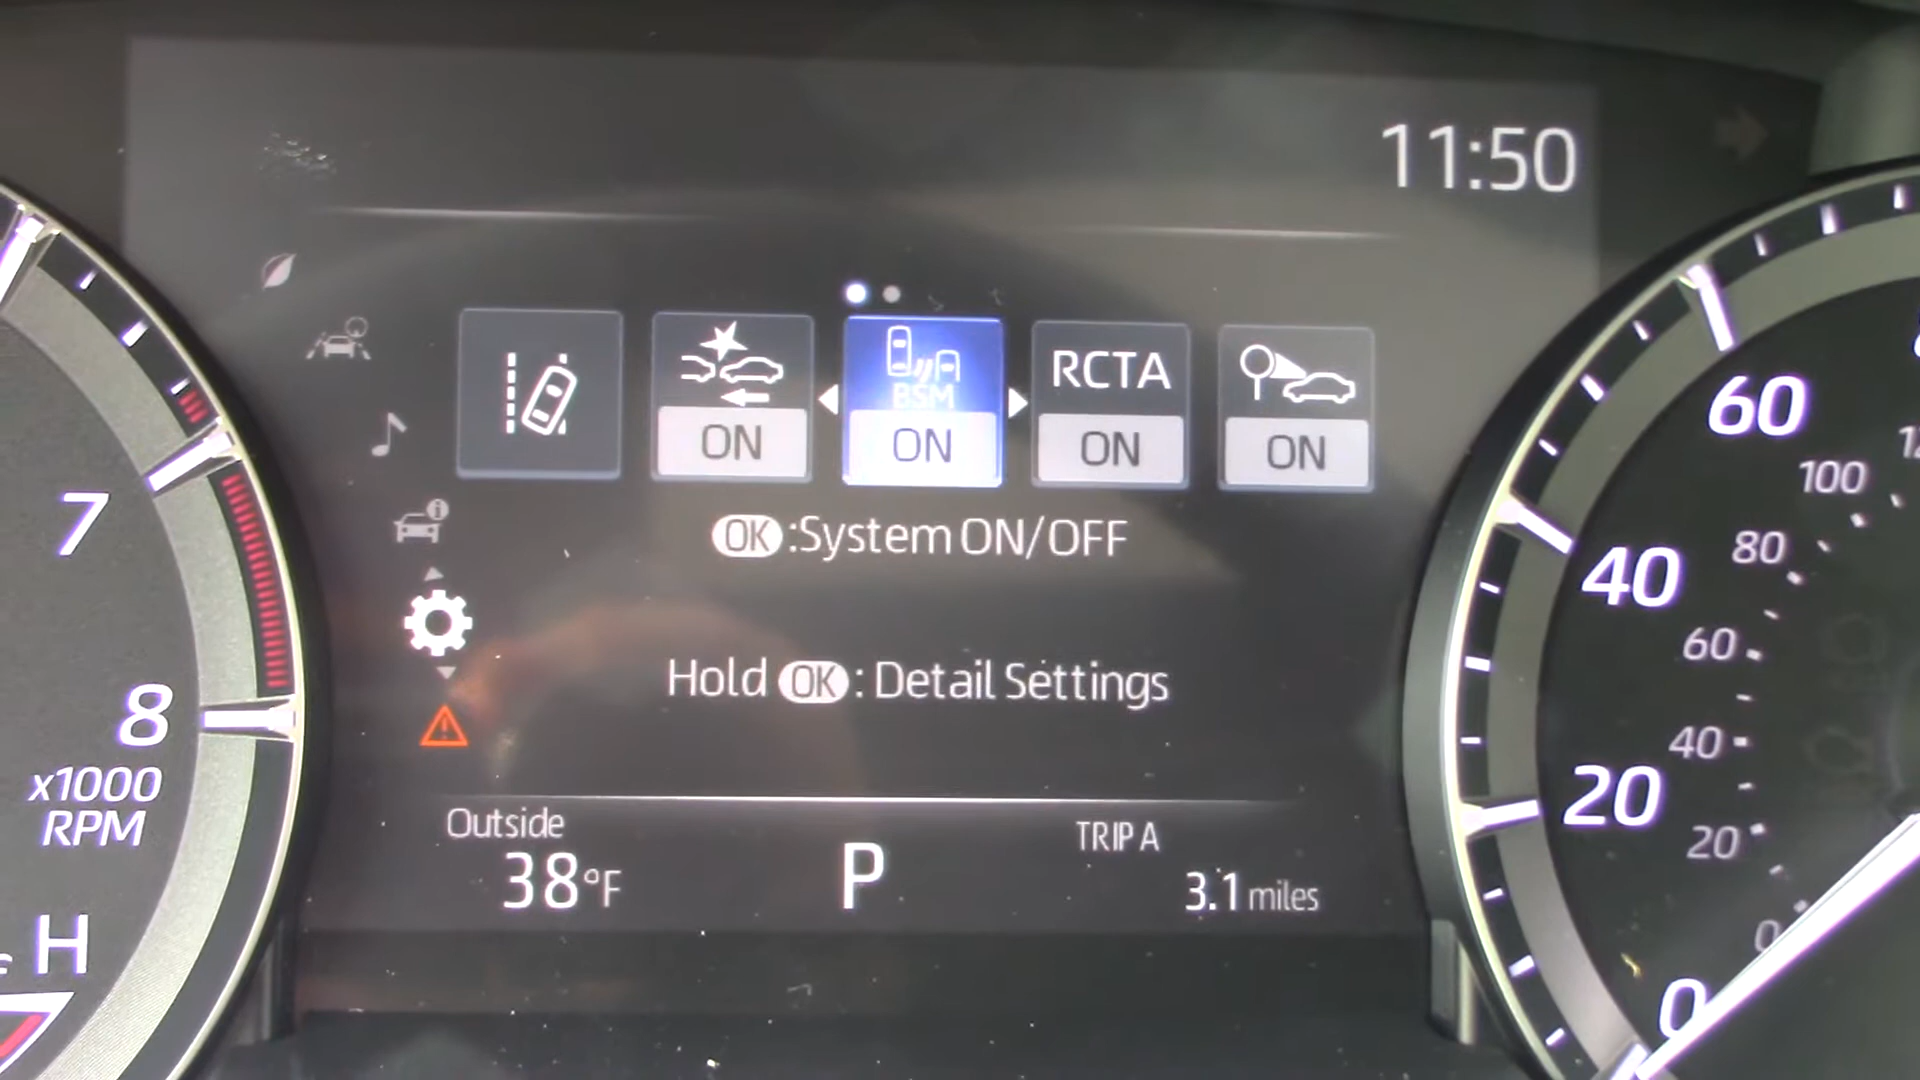 11:50
BSM
RCTA
ON
ON
ON
ON
OK :System ON/OFF
Hold OK : Detail Settings
Outside
38°F
P
TRIP A
3.1 miles
7
8
x1000
RPM
H
60
40
20
0
100
80
60
40
20
0